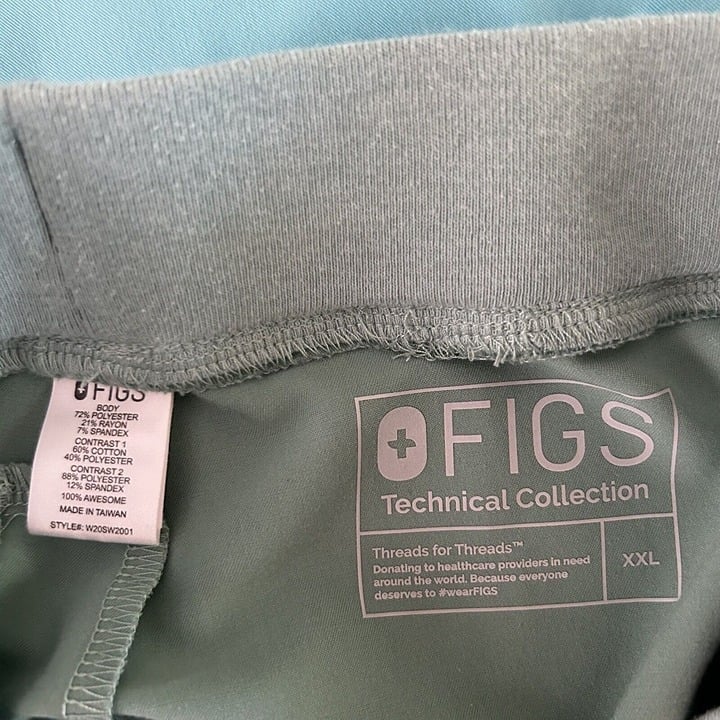 FIGS
BODY
72% POLYESTER
21% RAYON
7% SPANDEX
CONTRAST 1
60% COTTON
40% POLYESTER
CONTRAST 2
88% POLYESTER
12% SPANDEX
100% AWESOME
MADE IN TAIWAN
STYLE#: W20SW2001
FIGS
Technical Collection
Threads for Threads™
Donating to healthcare providers in need
around the world. Because everyone
deserves to #wearFIGS
XXL